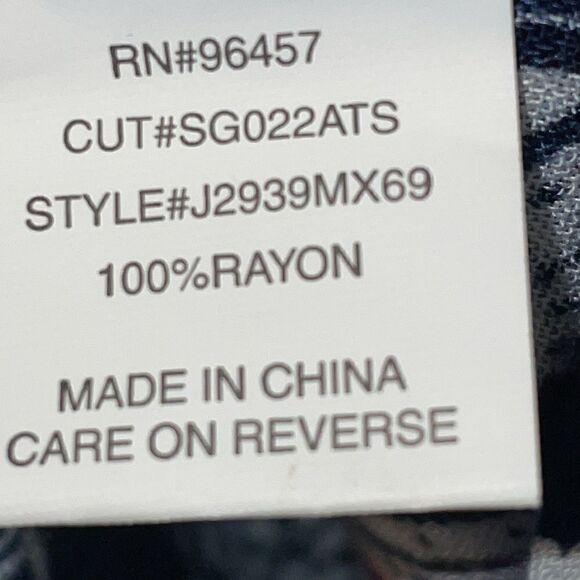 RN#96457
CUT#SG022ATS
STYLE#J2939MX69
100%RAYON
MADE IN CHINA
CARE ON REVERSE